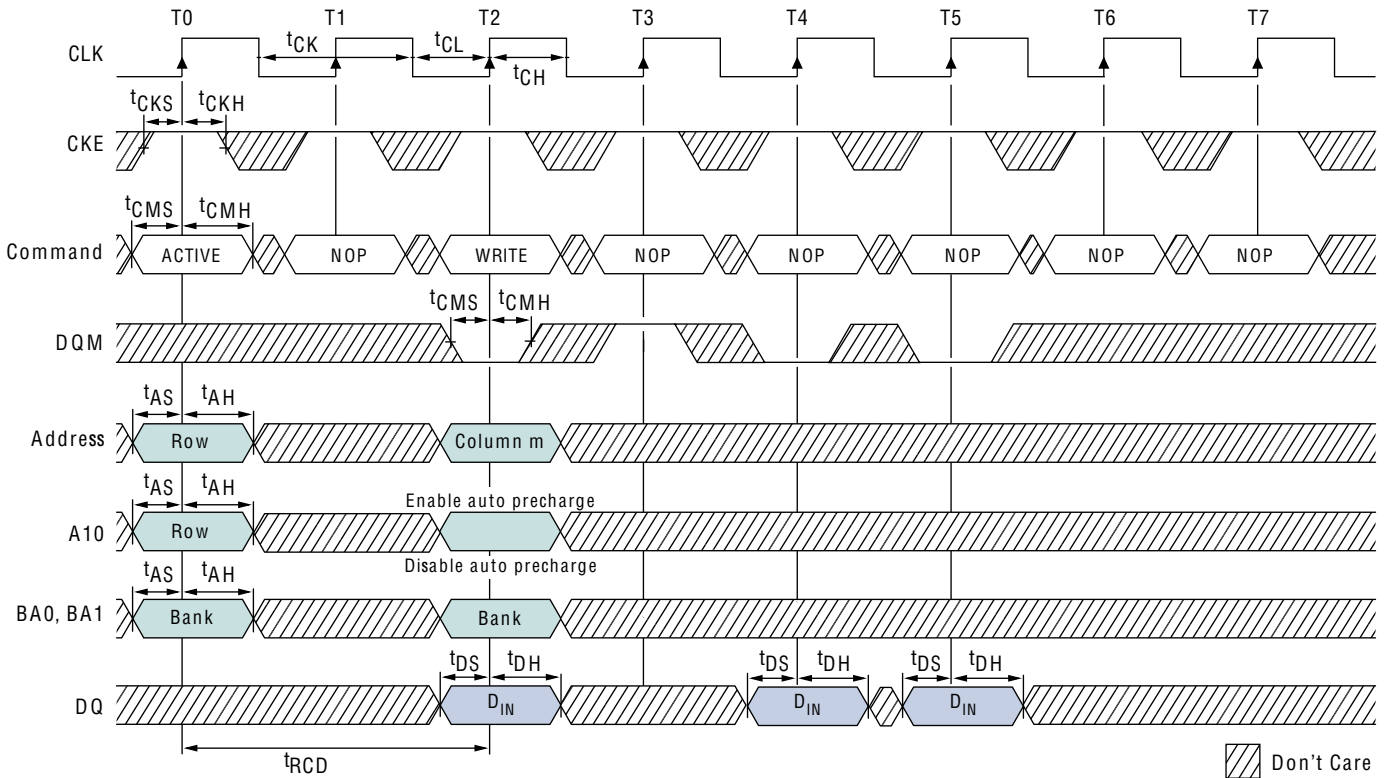 T0 T1 T2 T3 T4 T5 T6 T7
CLK tCK tCL
tCH
tCKS tCKH
CKE
tCMS tCMH
Command ACTIVE NOP WRITE NOP NOP NOP NOP NOP
tCMS tCMH
DQM
tAS tAH
Address Row Column m
tAS tAH Enable auto precharge
A10 Row
tAS tAH Disable auto precharge
BA0, BA1 Bank Bank
tDS tDH tDS tDH tDS tDH
DQ DIN DIN DIN
tRCD
Don't Care